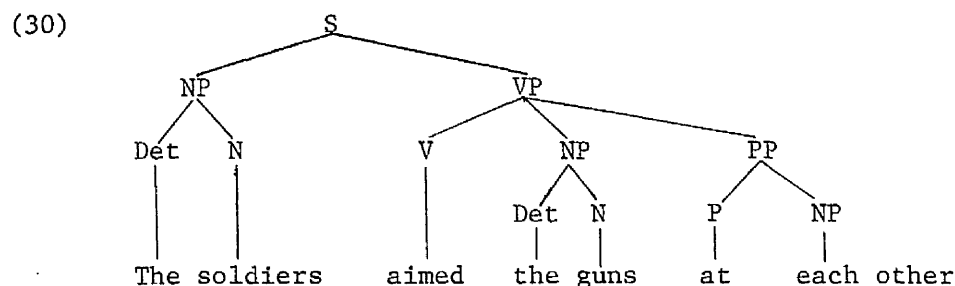 (30) S
NP VP
Det N V NP PP
Det N P NP
The soldiers aimed the guns at each other